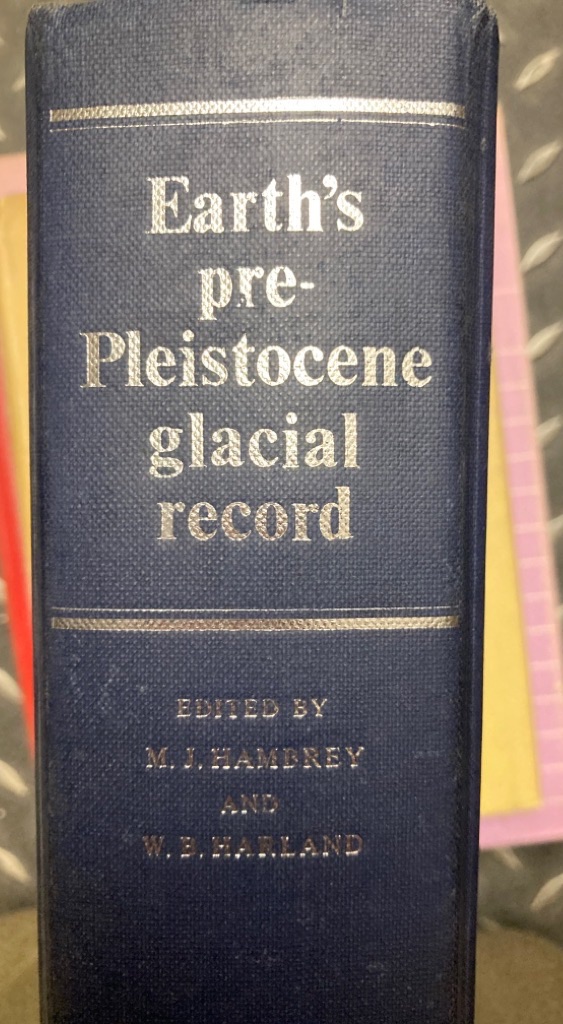 Earth's
pre-
Pleistocene
glacial
record
EDITED BY
M. J. HAMBREY
AND
W. B. HARLAND